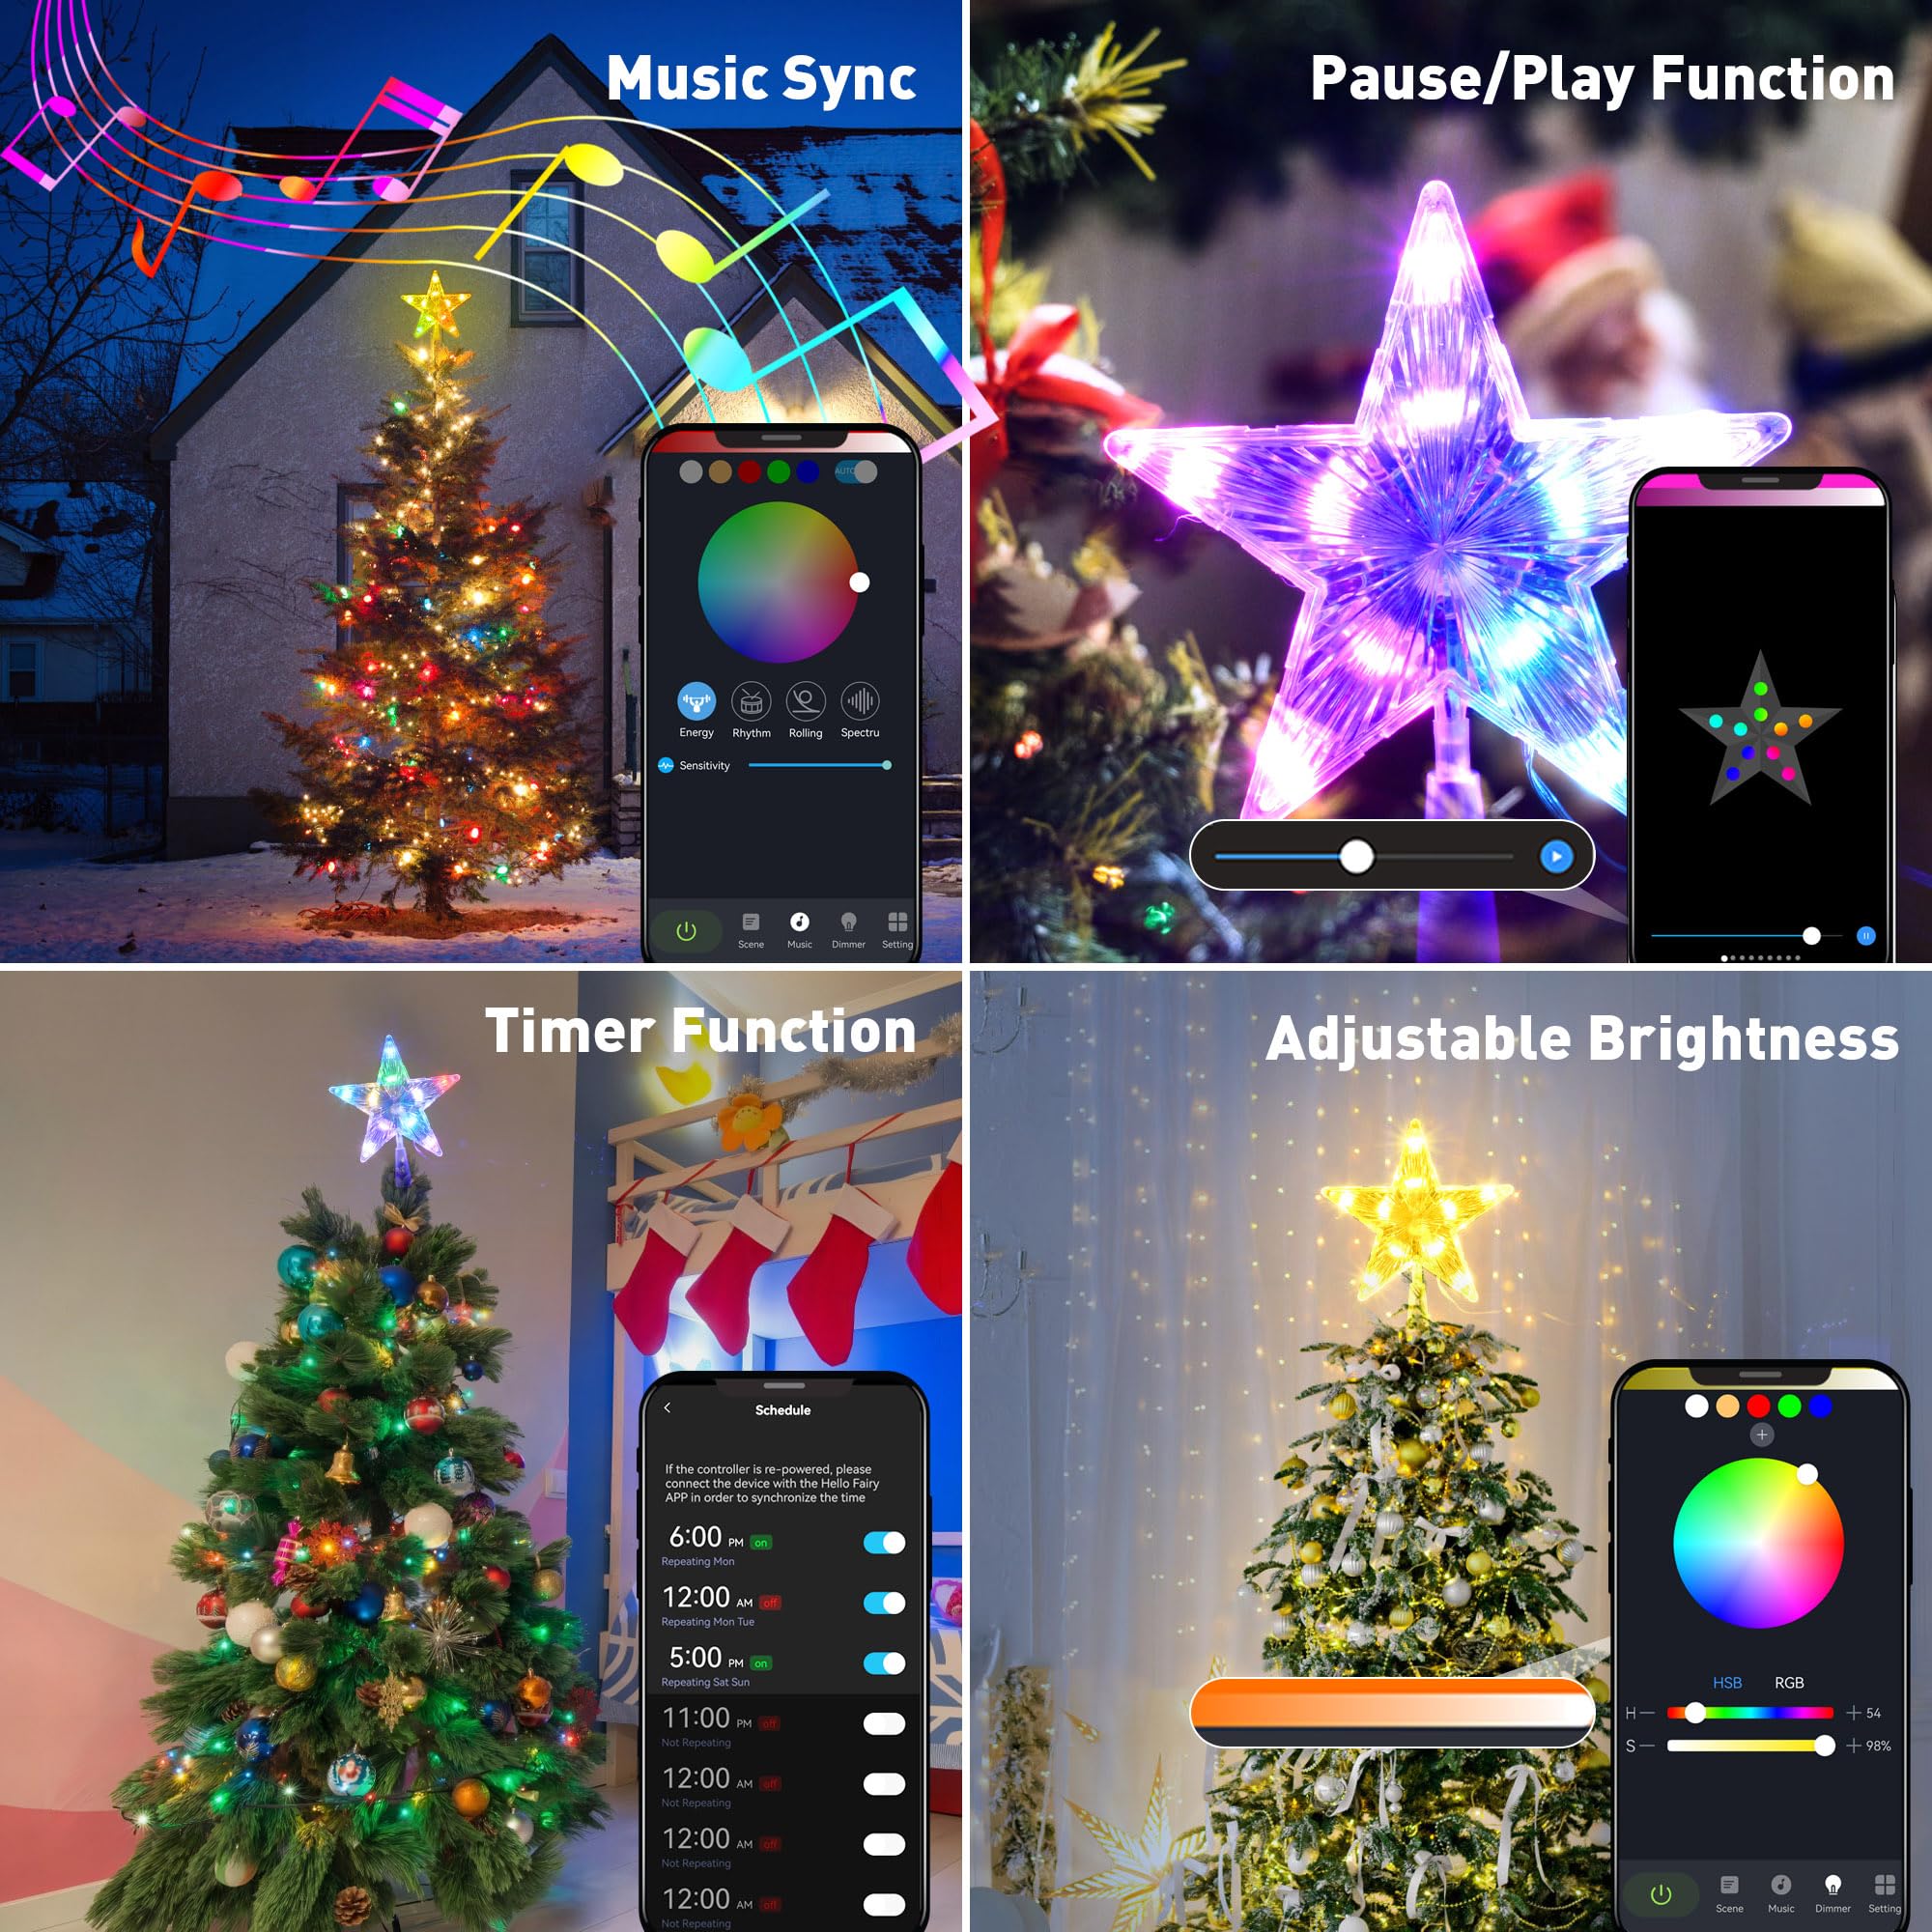 Music Sync
AUTO
Energy
Rhythm
Rolling
Spectru
Sensitivity
Scene
Music
Dimmer
Setting
Pause/Play Function
Timer Function
Schedule
If the controller is re-powered, please
connect the device with the Hello Fairy
APP in order to synchronize the time
6:00 PM on
Repeating Mon
12:00 AM off
Repeating Mon Tue
5:00 PM on
Repeating Sat Sun
11:00 PM off
Not Repeating
12:00 AM off
Not Repeating
12:00 AM off
Not Repeating
12:00 AM off
Not Repeating
Adjustable Brightness
HSB RGB
H 54
S 98%
Scene
Music
Dimmer
Setting